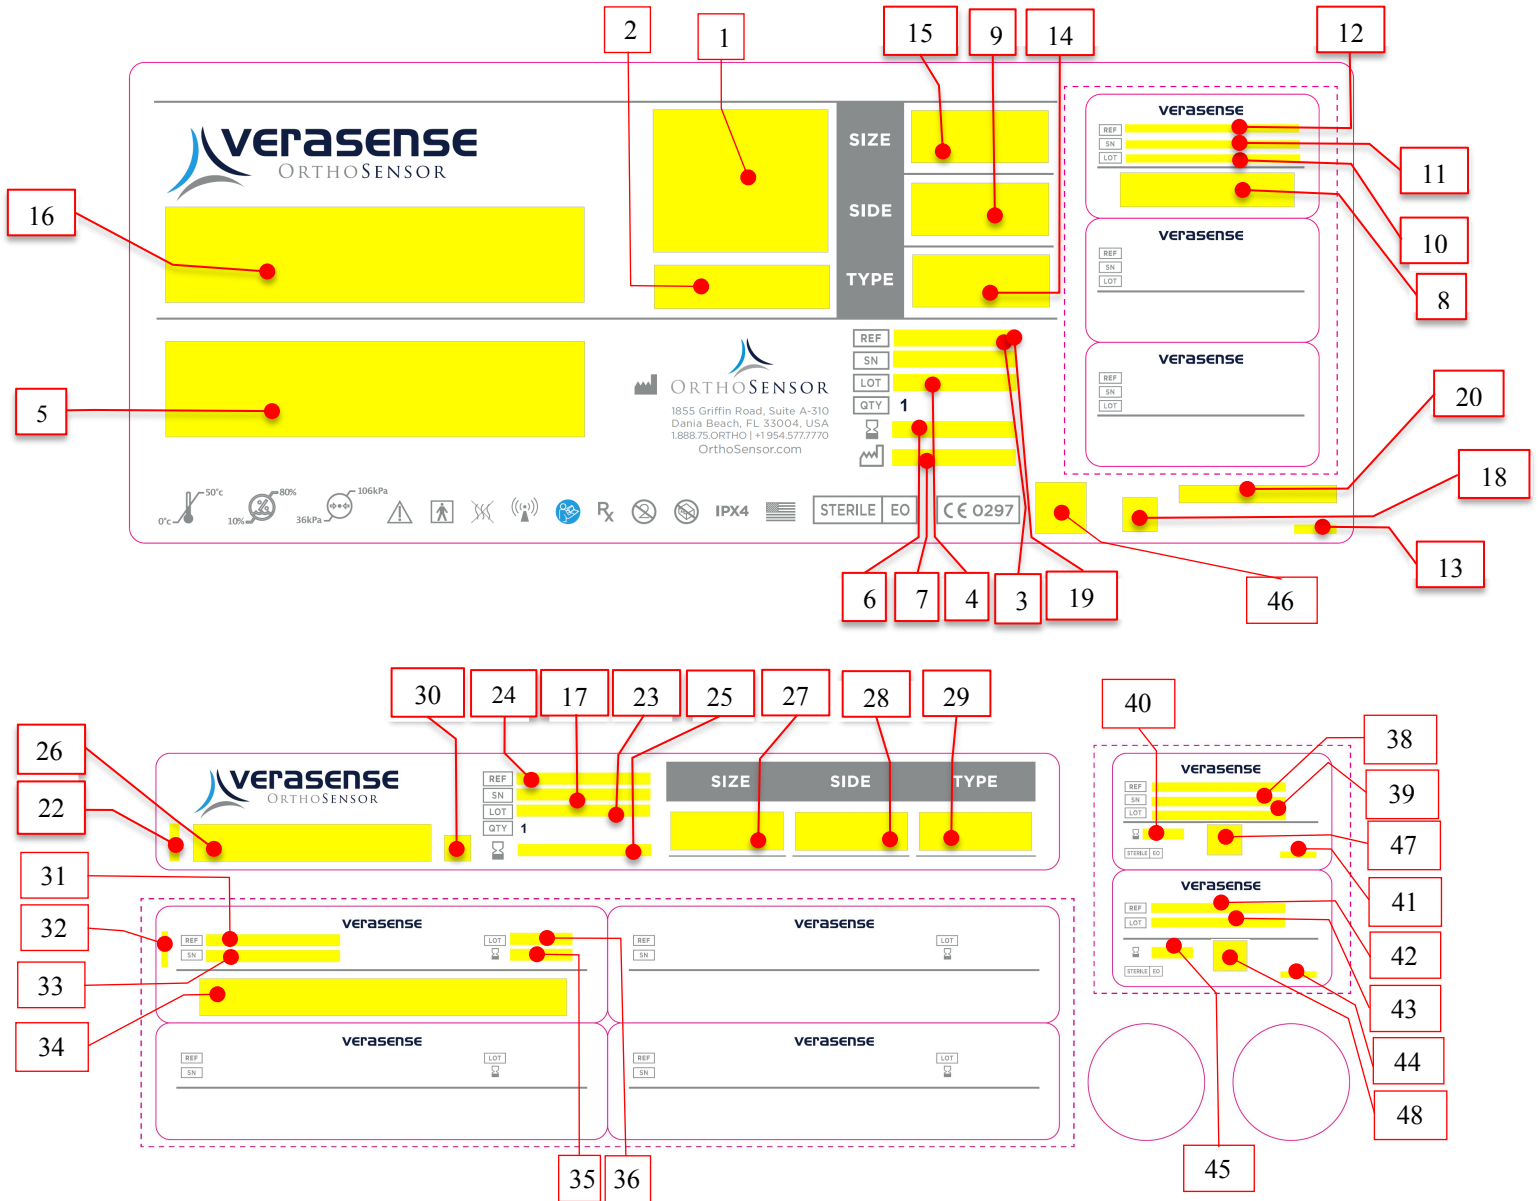 2
1
15
9
14
12
verasense
ORTHOSENSOR
16
SIZE
SIDE
TYPE
verasense
REF
SN
LOT
11
10
8
verasense
REF
SN
LOT
verasense
REF
SN
LOT
5
ORTHOSENSOR
1855 Griffin Road, Suite A-310
Dania Beach, FL 33004, USA
1.888.75.ORTHO | +1 954.577.7770
OrthoSensor.com
REF
SN
LOT
QTY 1
20
18
13
0°c 50°c
10% 80%
36kPa 106kPa
Rx
IPX4
STERILE EO
CE 0297
6
7
4
3
19
46
30
24
17
23
25
27
28
29
40
38
39
47
41
42
43
44
48
45
26
22
verasense
ORTHOSENSOR
REF
SN
LOT
QTY 1
SIZE
SIDE
TYPE
verasense
REF
SN
LOT
STERILE EO
verasense
REF
LOT
STERILE EO
31
32
33
34
verasense
REF
SN
LOT
verasense
REF
SN
LOT
verasense
REF
SN
LOT
verasense
REF
SN
LOT
35
36